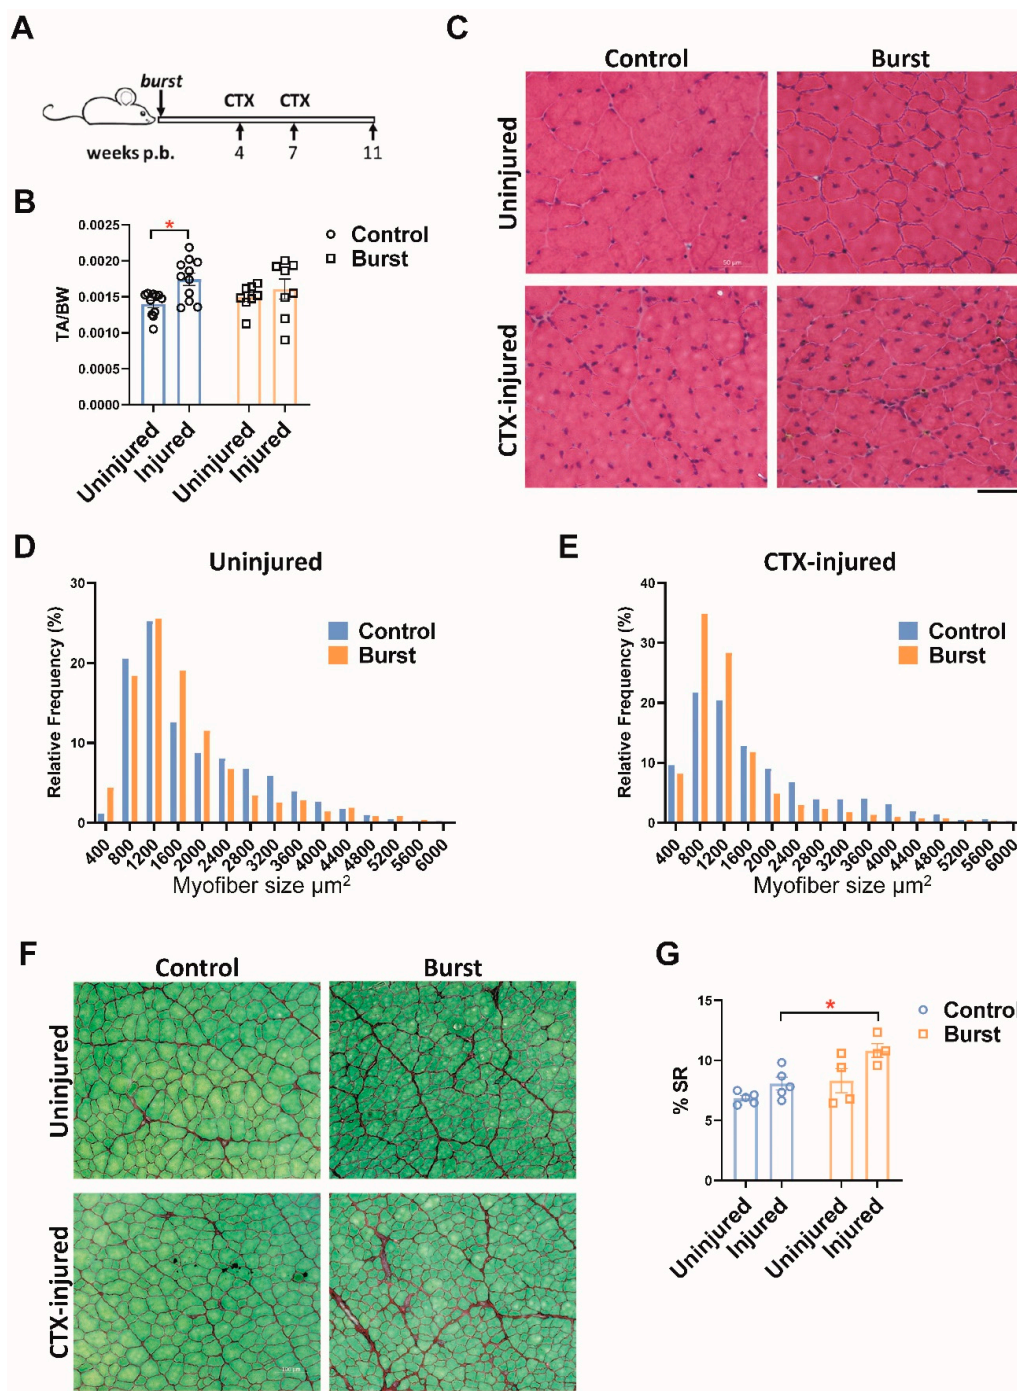 A
burst
CTX CTX
weeks p.b. 4 7 11
B
TA/BW
0.0025
0.0020
0.0015
0.0010
0.0005
0.0000
*
Control
Burst
Uninjured
Injured
Uninjured
Injured
C
Control Burst
Uninjured
50 µm
CTX-injured
D
Uninjured
Relative Frequency (%)
30
20
10
0
Control
Burst
400 800 1200 1600 2000 2400 2800 3200 3600 4000 4400 4800 5200 5600 6000
Myofiber size µm²
E
CTX-injured
Relative Frequency (%)
40
30
20
10
0
Control
Burst
400 800 1200 1600 2000 2400 2800 3200 3600 4000 4400 4800 5200 5600 6000
Myofiber size µm²
F
Control Burst
Uninjured
CTX-injured
100 µm
G
% SR
15
10
5
0
*
Control
Burst
Uninjured
Injured
Uninjured
Injured